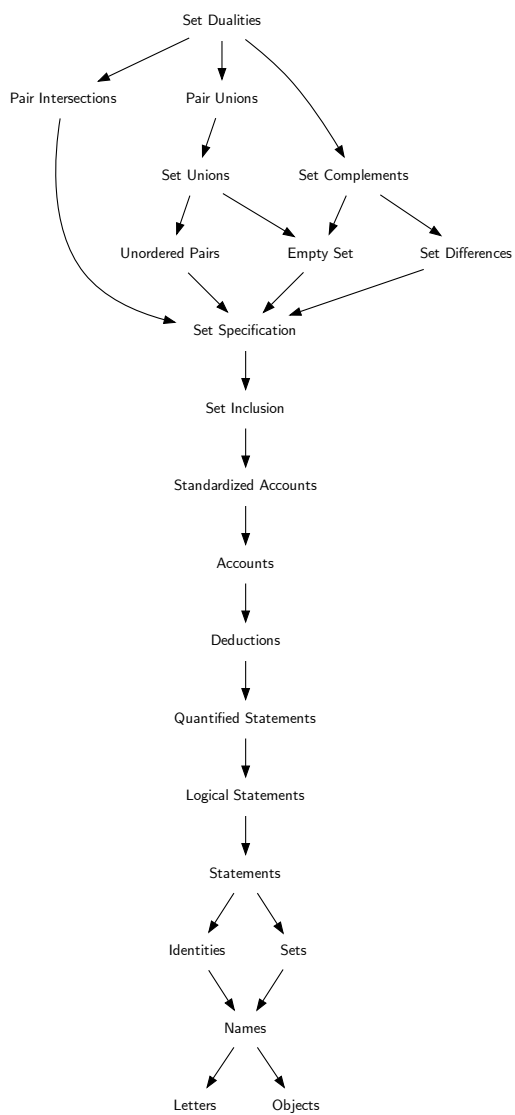 Set Dualities
Pair Intersections
Pair Unions
Set Unions
Set Complements
Unordered Pairs
Empty Set
Set Differences
Set Specification
Set Inclusion
Standardized Accounts
Accounts
Deductions
Quantified Statements
Logical Statements
Statements
Identities
Sets
Names
Letters
Objects